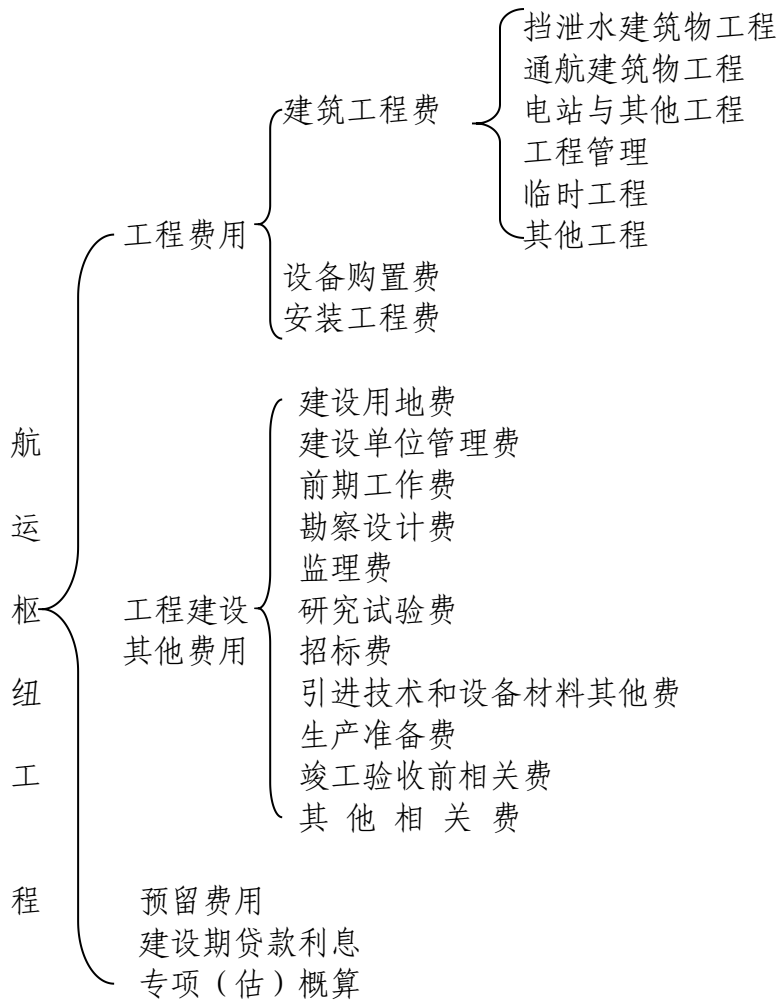 挡泄水建筑物工程
通航建筑物工程
建筑工程费
电站与其他工程
工程管理
临时工程
工程费用
其他工程
设备购置费
安装工程费
建设用地费
航运枢纽工程
建设单位管理费
前期工作费
勘察设计费
监理费
工程建设
其他费用
研究试验费
招标费
引进技术和设备材料其他费
生产准备费
竣工验收前相关费
其他相关费
预留费用
建设期贷款利息
专项（估）概算